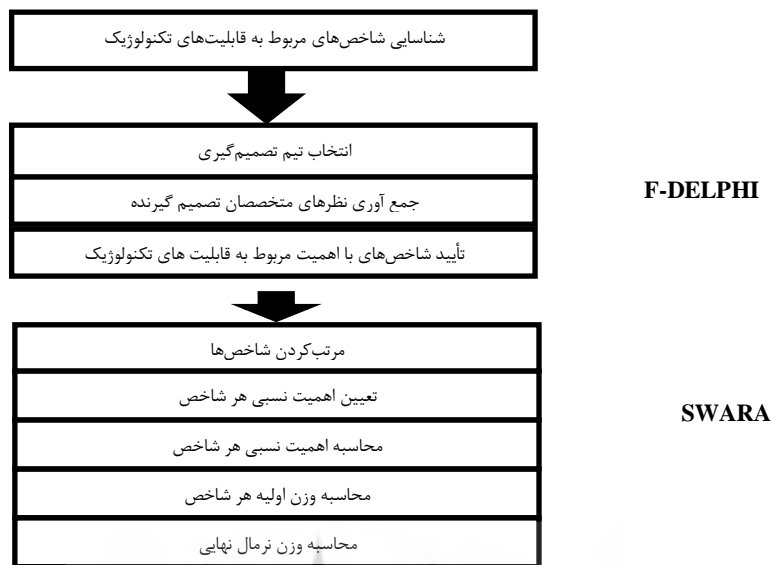 شناسایی شاخص‌های مربوط به قابلیت‌های تکنولوژیک
انتخاب تیم تصمیم‌گیری
جمع آوری نظرهای متخصصان تصمیم گیرنده
F-DELPHI
تأیید شاخص‌های با اهمیت مربوط به قابلیت های تکنولوژیک
مرتب‌کردن شاخص‌ها
تعیین اهمیت نسبی هر شاخص
SWARA
محاسبه اهمیت نسبی هر شاخص
محاسبه وزن اولیه هر شاخص
محاسبه وزن نرمال نهایی